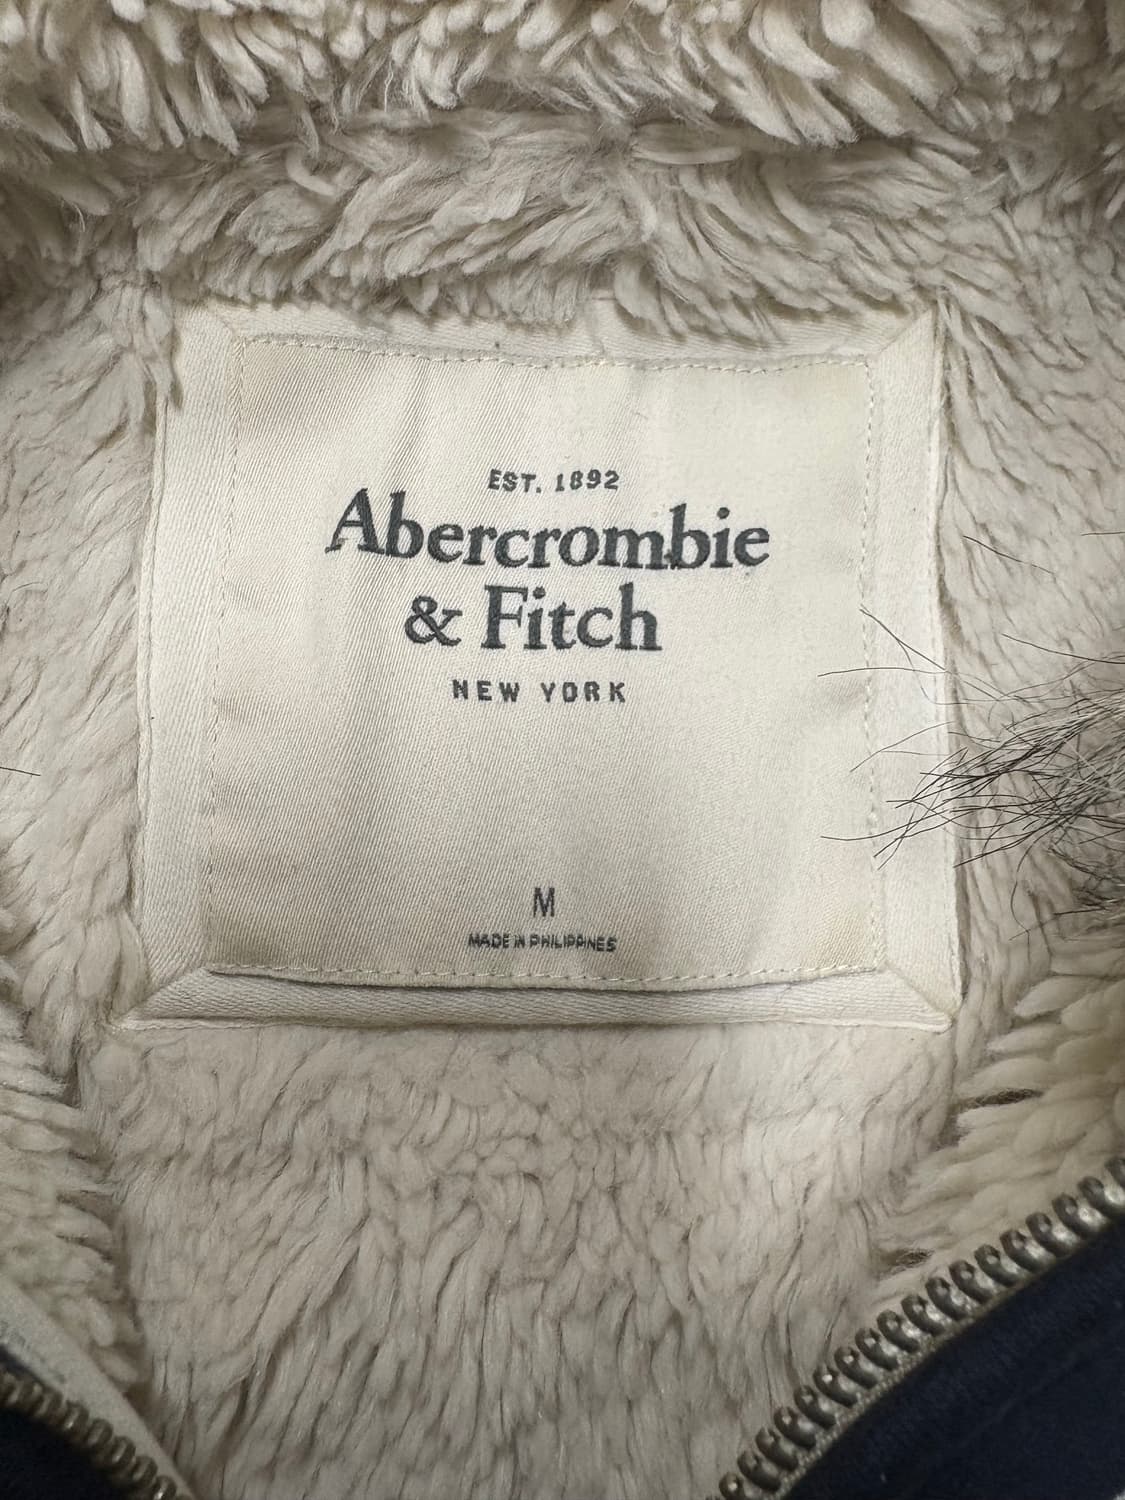 EST. 1892
Abercrombie
& Fitch
NEW YORK
M
MADE IN PHILIPPINES